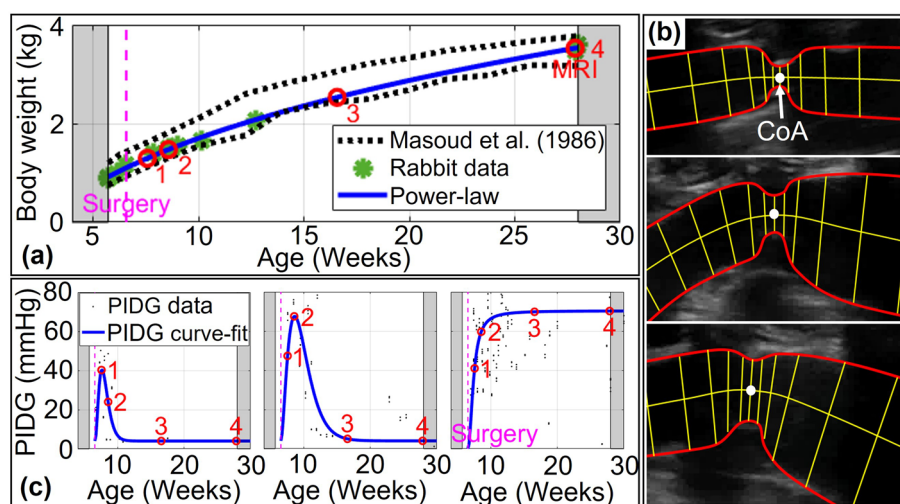 4
2
0
Body weight (kg)
4
MRI
3
1
2
Surgery
Masoud et al. (1986)
Rabbit data
Power-law
5
10
15
20
25
30
Age (Weeks)
(a)
(b)
CoA
80
60
40
20
0
PIDG (mmHg)
PIDG data
PIDG curve-fit
1
2
3
4
10
20
30
Age (Weeks)
2
1
3
4
10
20
30
Age (Weeks)
3
4
2
1
Surgery
10
20
30
Age (Weeks)
(c)